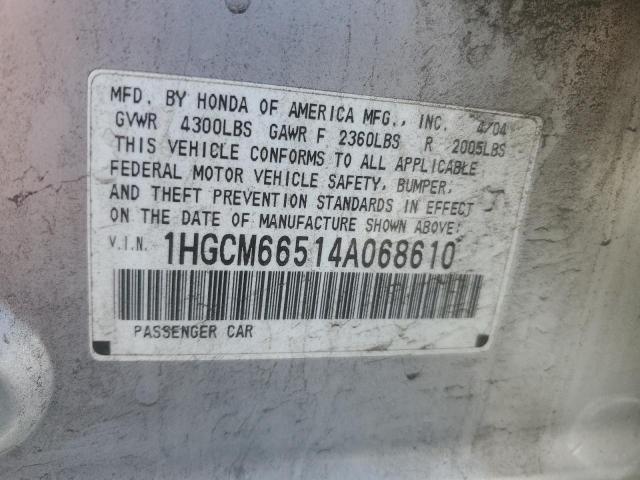 MFD. BY HONDA OF AMERICA MFG., INC. 4/04
GVWR 4300LBS GAWR F 2360LBS R 2005LBS
THIS VEHICLE CONFORMS TO ALL APPLICABLE
FEDERAL MOTOR VEHICLE SAFETY, BUMPER,
AND THEFT PREVENTION STANDARDS IN EFFECT
ON THE DATE OF MANUFACTURE SHOWN ABOVE:
V.I.N. 1HGCM66514A068610
PASSENGER CAR